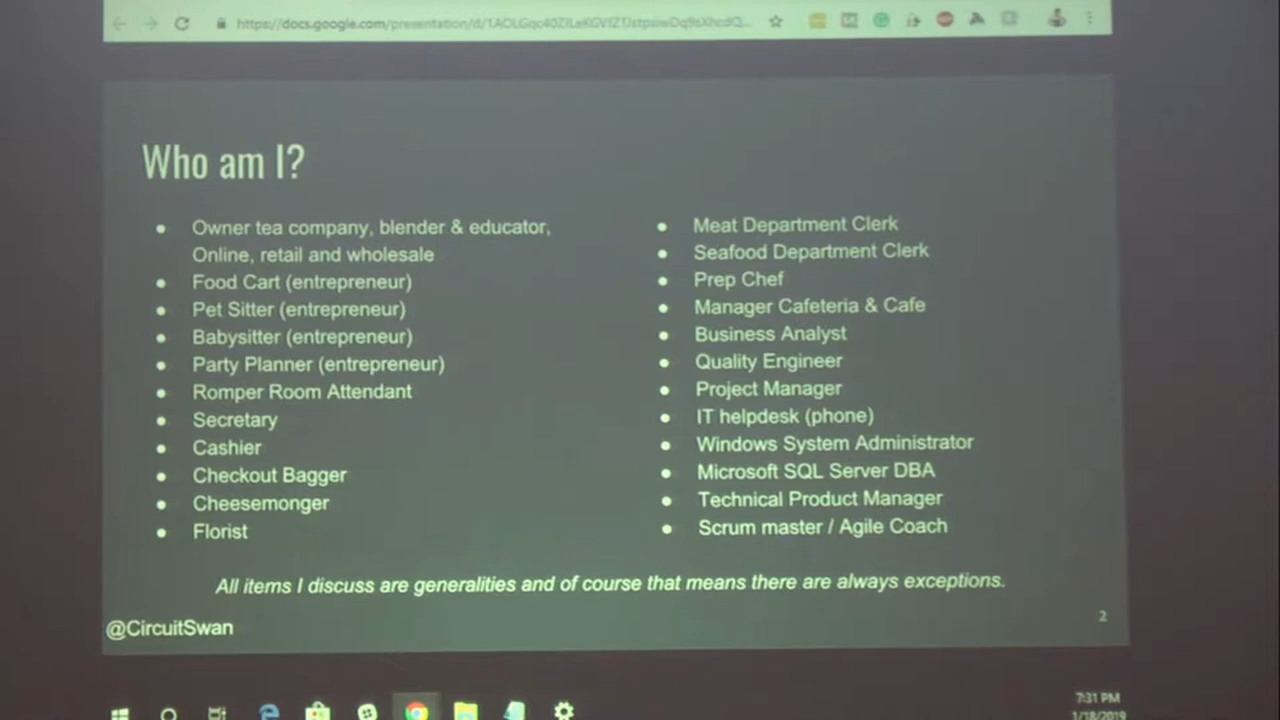 Who am I?
Owner tea company, blender & educator,
Online, retail and wholesale
Food Cart (entrepreneur)
Pet Sitter (entrepreneur)
Babysitter (entrepreneur)
Party Planner (entrepreneur)
Romper Room Attendant
Secretary
Cashier
Checkout Bagger
Cheesemonger
Florist
Meat Department Clerk
Seafood Department Clerk
Prep Chef
Manager Cafeteria & Cafe
Business Analyst
Quality Engineer
Project Manager
IT helpdesk (phone)
Windows System Administrator
Microsoft SQL Server DBA
Technical Product Manager
Scrum master / Agile Coach
All items I discuss are generalities and of course that means there are always exceptions.
@CircuitSwan
2
7:31 PM
1/18/2019